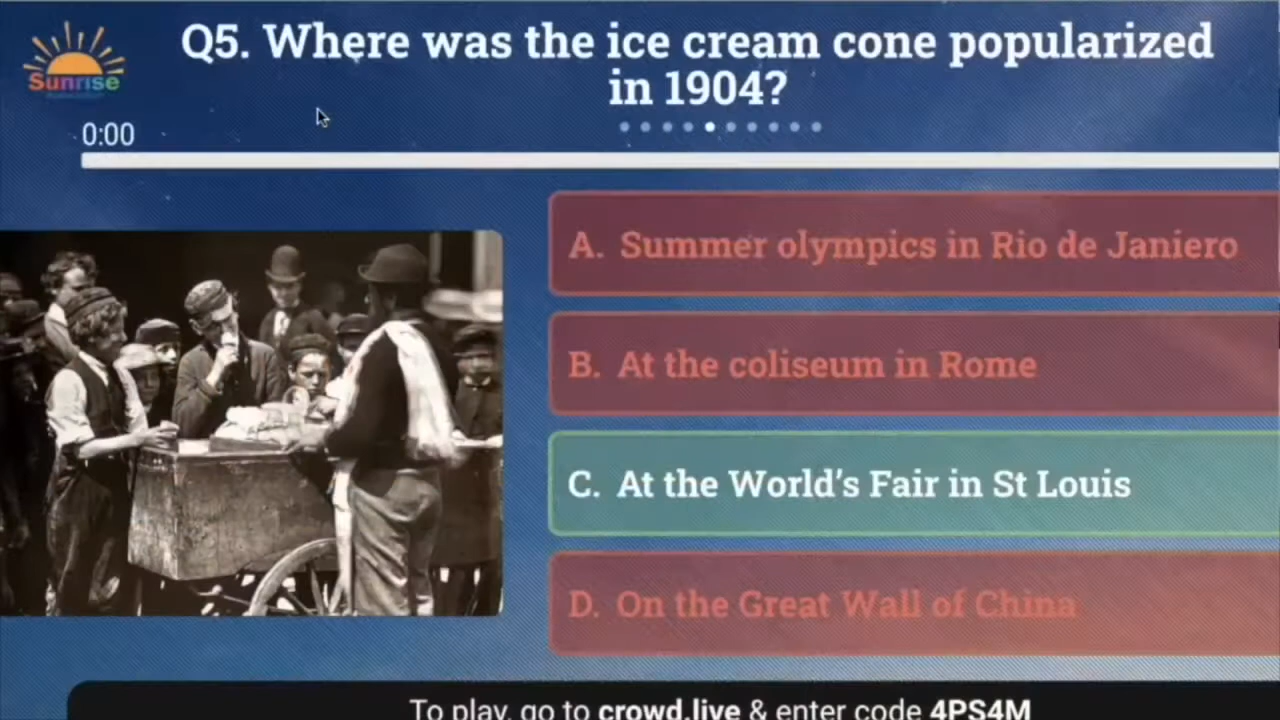 Q5. Where was the ice cream cone popularized
in 1904?
Sunrise
0:00
A. Summer olympics in Rio de Janiero
B. At the coliseum in Rome
C. At the World's Fair in St Louis
D. On the Great Wall of China
To play, go to crowd.live & enter code 4PS4M